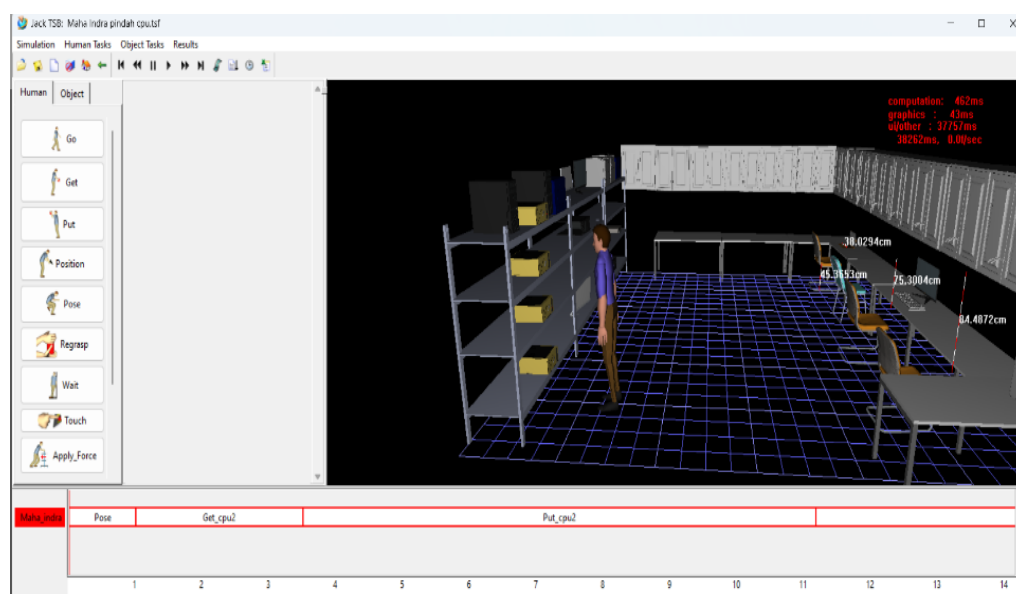 Jack TSB: Maha Indra pindah cpu.tsf
Simulation Human Tasks Object Tasks Results
Human Object
Go
Get
Put
Position
Pose
Regrasp
Wait
Touch
Apply_Force
computation: 462ms
graphics : 43ms
ui/other : 37757ms
38262ms, 0.0f/sec
38.0294cm
45.3553cm
75.3004cm
84.4872cm
Maha_indra Pose Get_cpu2 Put_cpu2
1 2 3 4 5 6 7 8 9 10 11 12 13 14